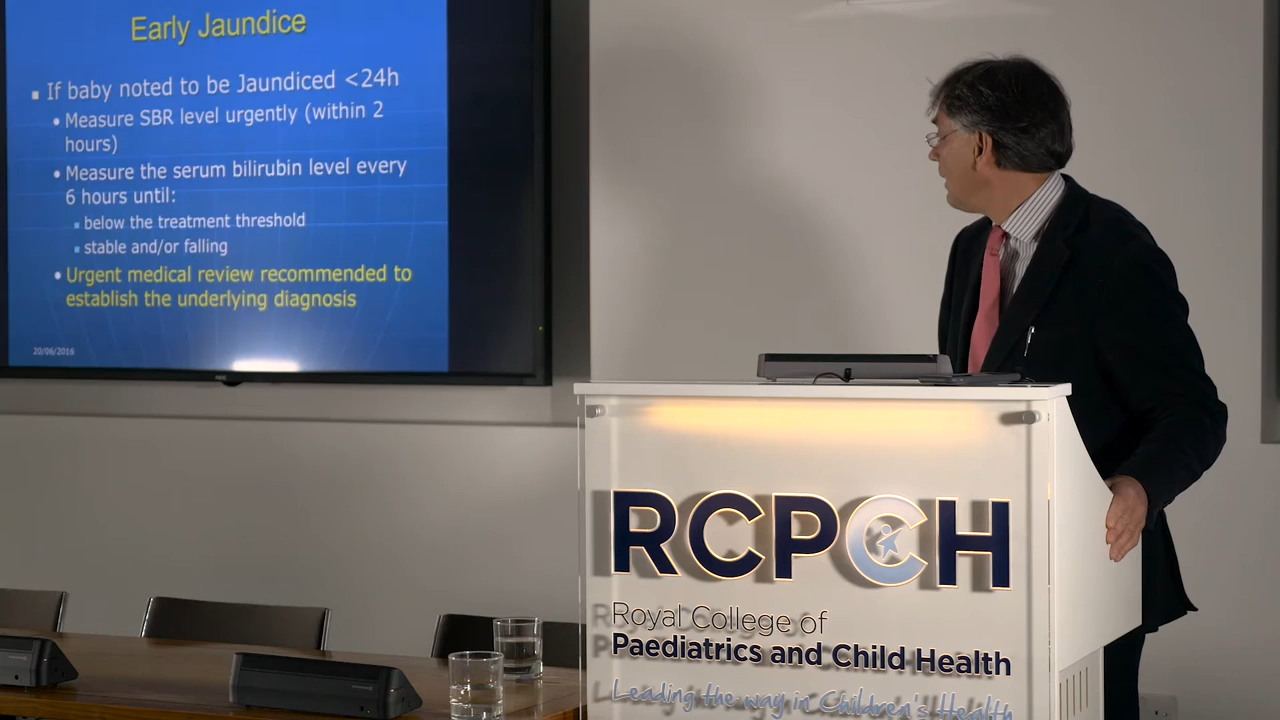 Early Jaundice
If baby noted to be Jaundiced <24h
Measure SBR level urgently (within 2
hours)
Measure the serum bilirubin level every
6 hours until:
below the treatment threshold
stable and/or falling
Urgent medical review recommended to
establish the underlying diagnosis
20/06/2016
RCPCH
Royal College of
Paediatrics and Child Health
Leading the way in Children's Health